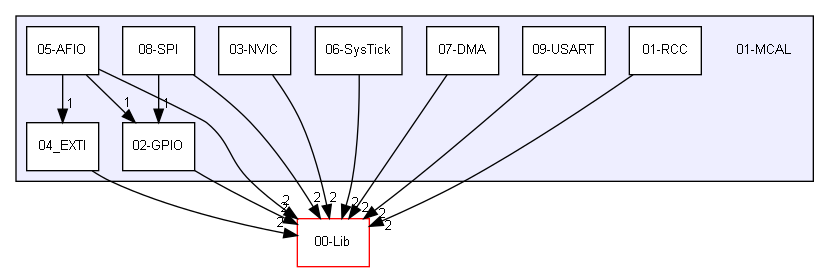 05-AFIO 08-SPI 03-NVIC 06-SysTick 07-DMA 09-USART 01-RCC 01-MCAL
1 1 1
04_EXTI 02-GPIO
2 2 2 2 2 2 2 2 2
00-Lib